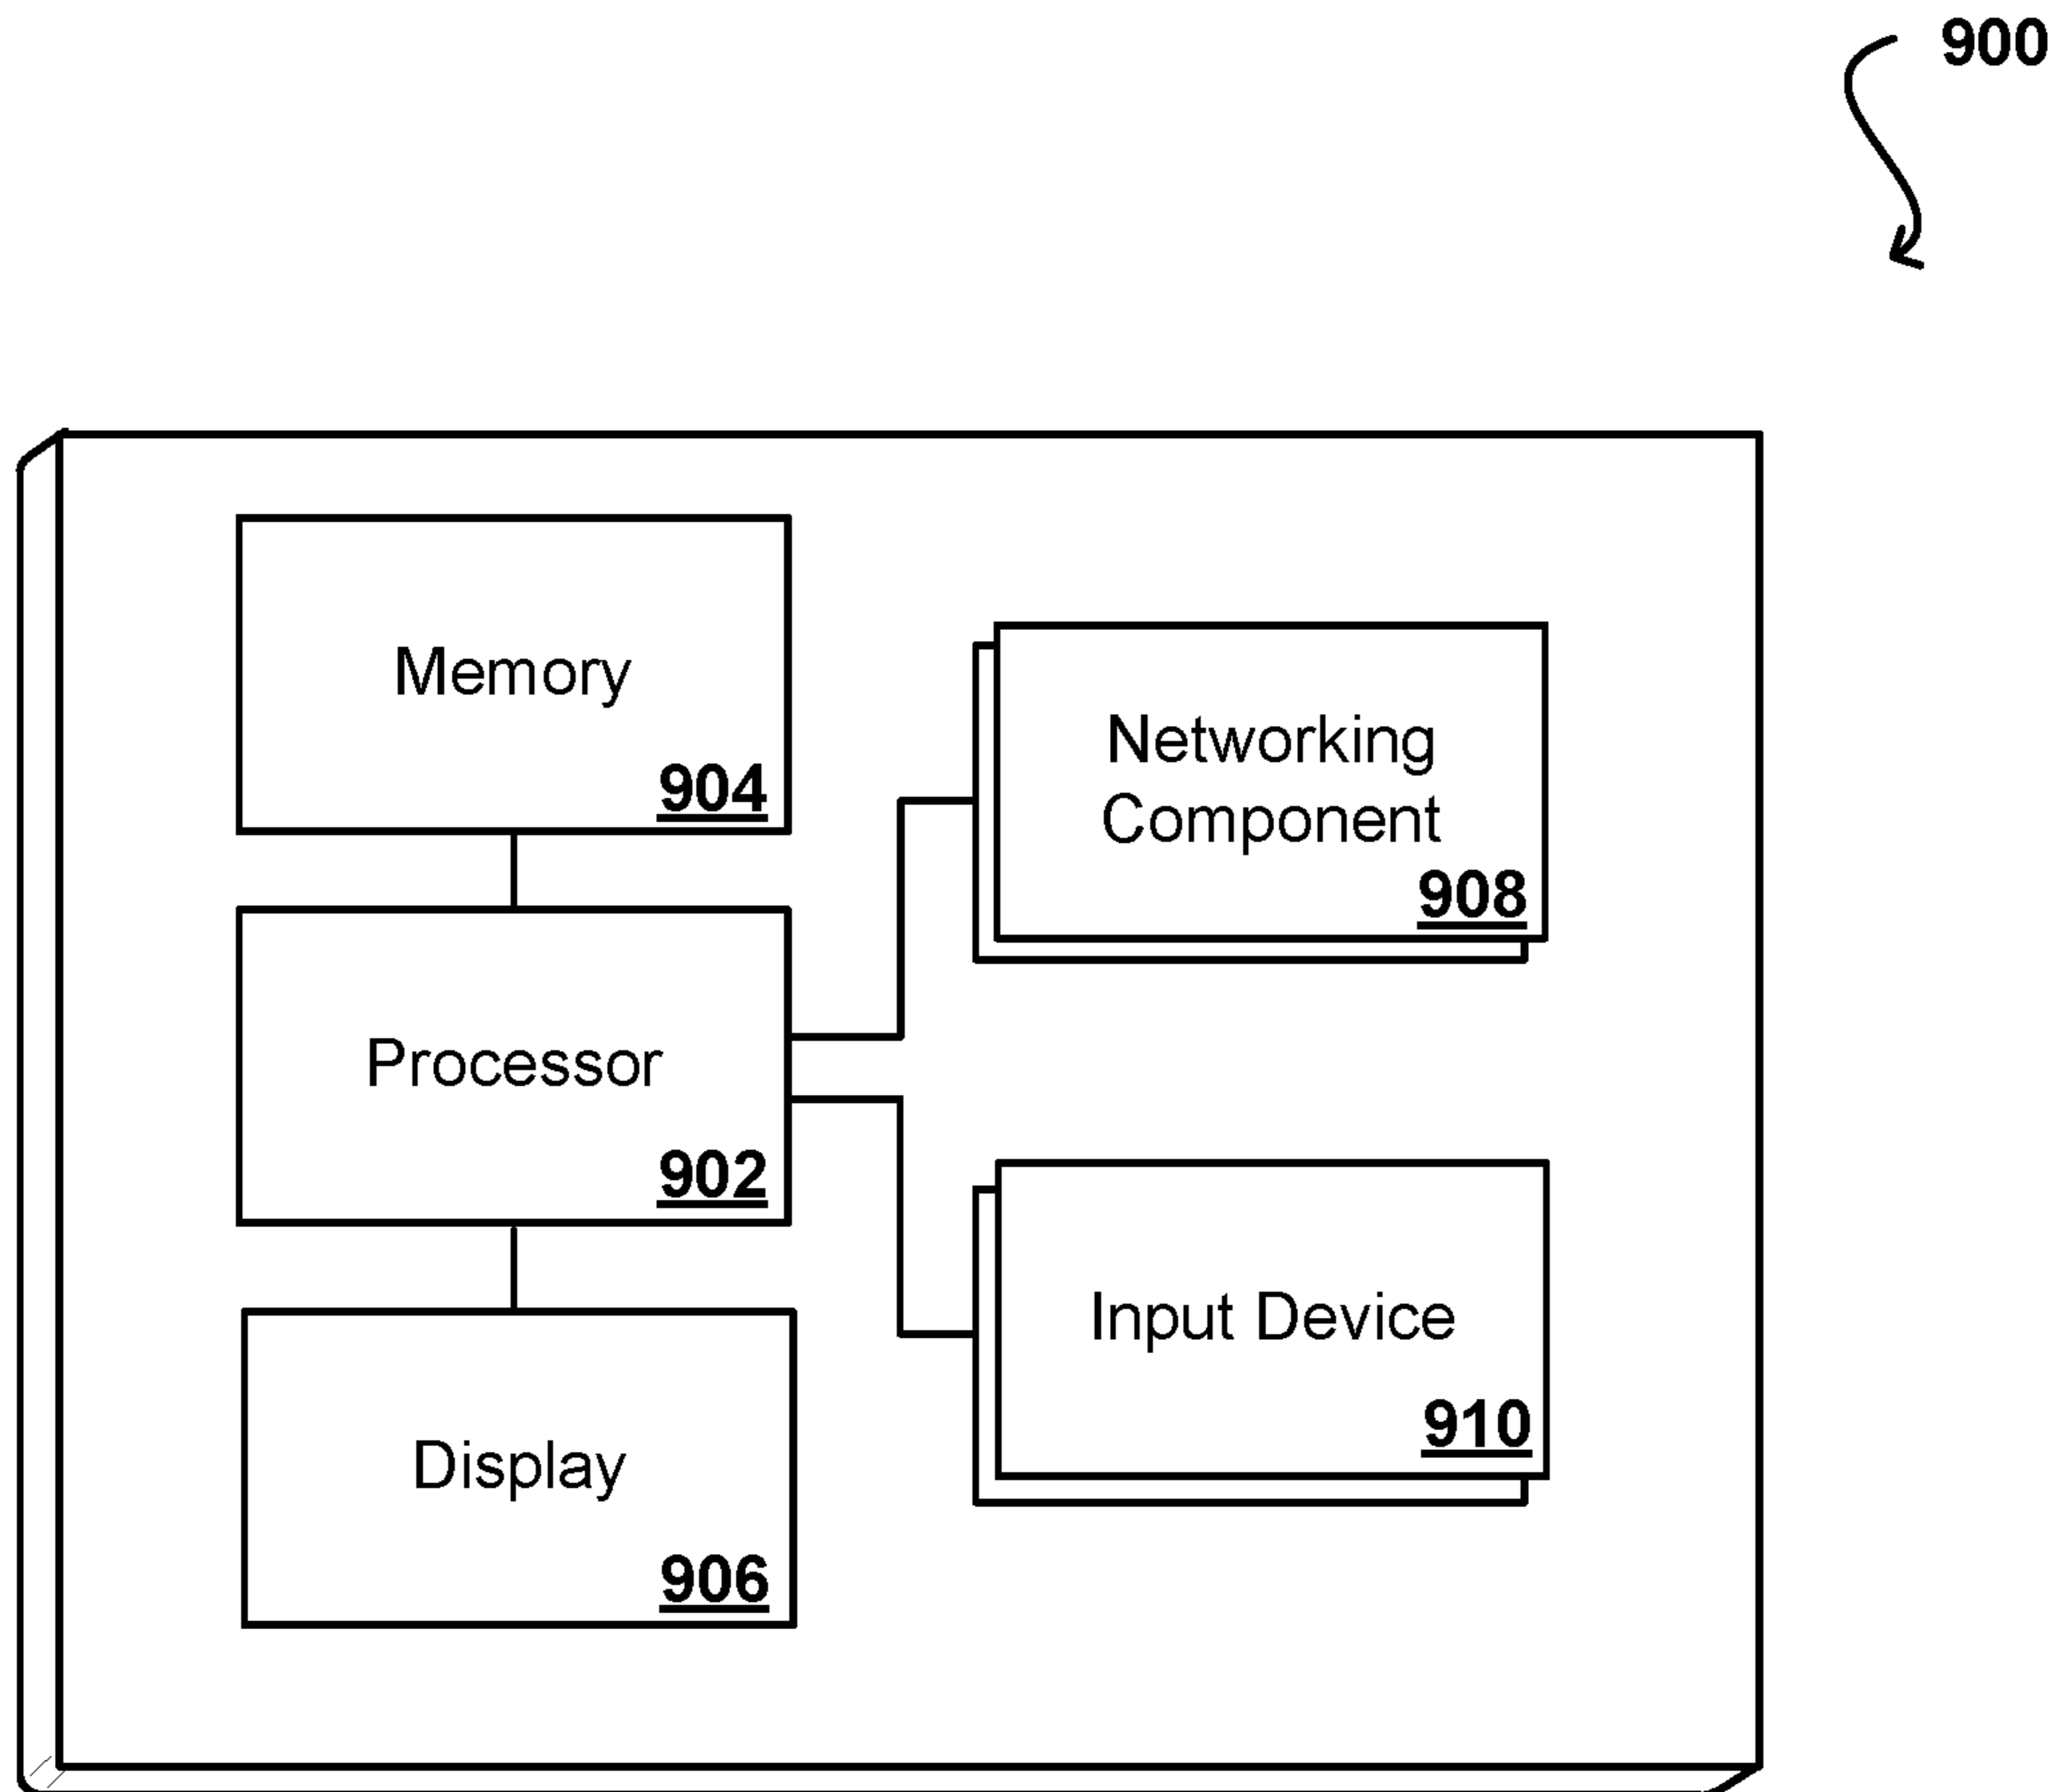 900
Memory
904
Networking
Component
908
Processor
902
Input Device
910
Display
906